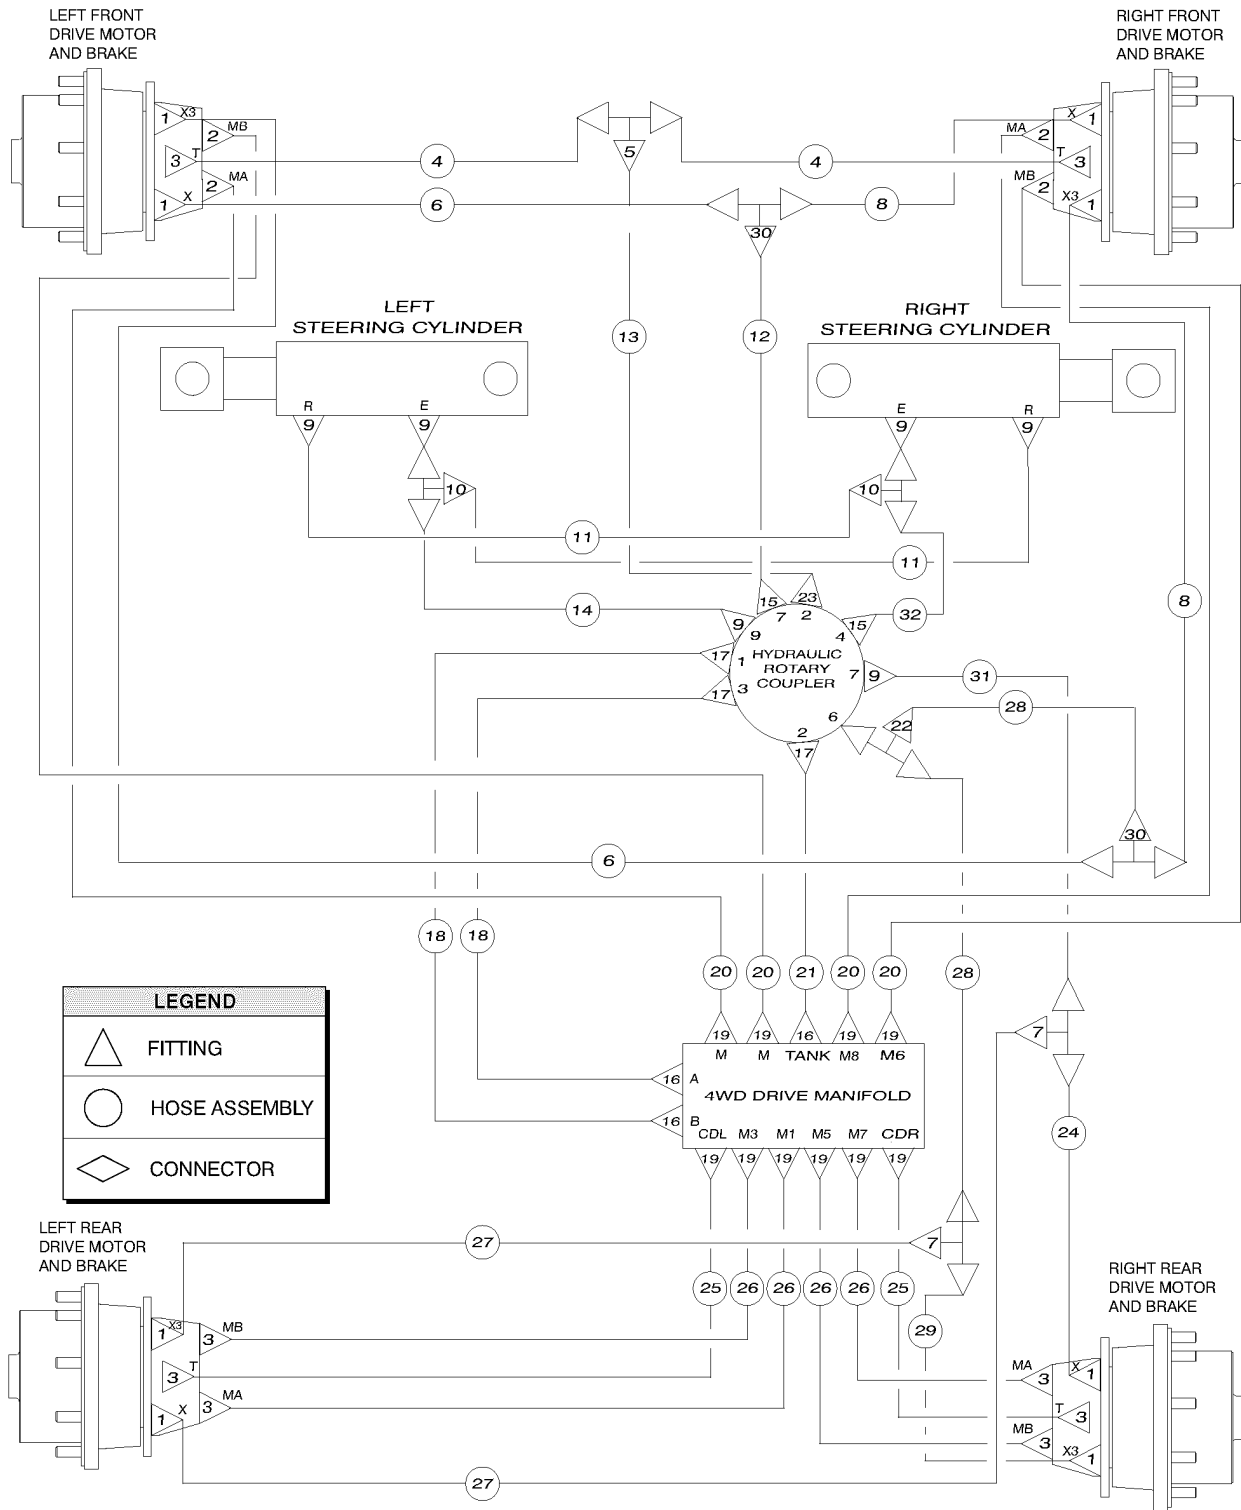 LEFT FRONT
DRIVE MOTOR
AND BRAKE
RIGHT FRONT
DRIVE MOTOR
AND BRAKE
1 X3
2 MB
3 T
2 MA
1 X
4
5
4
6
8
30
MA 2
X 1
T 3
MB 2
X3 1
LEFT
STEERING CYLINDER
RIGHT
STEERING CYLINDER
13
12
R
E
9
9
E
R
9
9
10
10
11
11
8
14
15
23
32
9
7
2
15
9
4
17
1
HYDRAULIC
ROTARY
COUPLER
7
9
31
17
3
28
6
22
2
17
30
6
18
18
20
20
21
20
20
28
LEGEND
FITTING
HOSE ASSEMBLY
CONNECTOR
19
19
16
19
19
7
M
M
TANK
M8
M6
16 A
4WD DRIVE MANIFOLD
16 B
CDL
M3
M1
M5
M7
CDR
19
19
19
19
19
19
24
LEFT REAR
DRIVE MOTOR
AND BRAKE
27
7
25
26
26
26
26
25
29
RIGHT REAR
DRIVE MOTOR
AND BRAKE
1 X3
3 MB
3 T
3 MA
1 X
27
MA 3
X 1
T 3
MB 3
X3 1